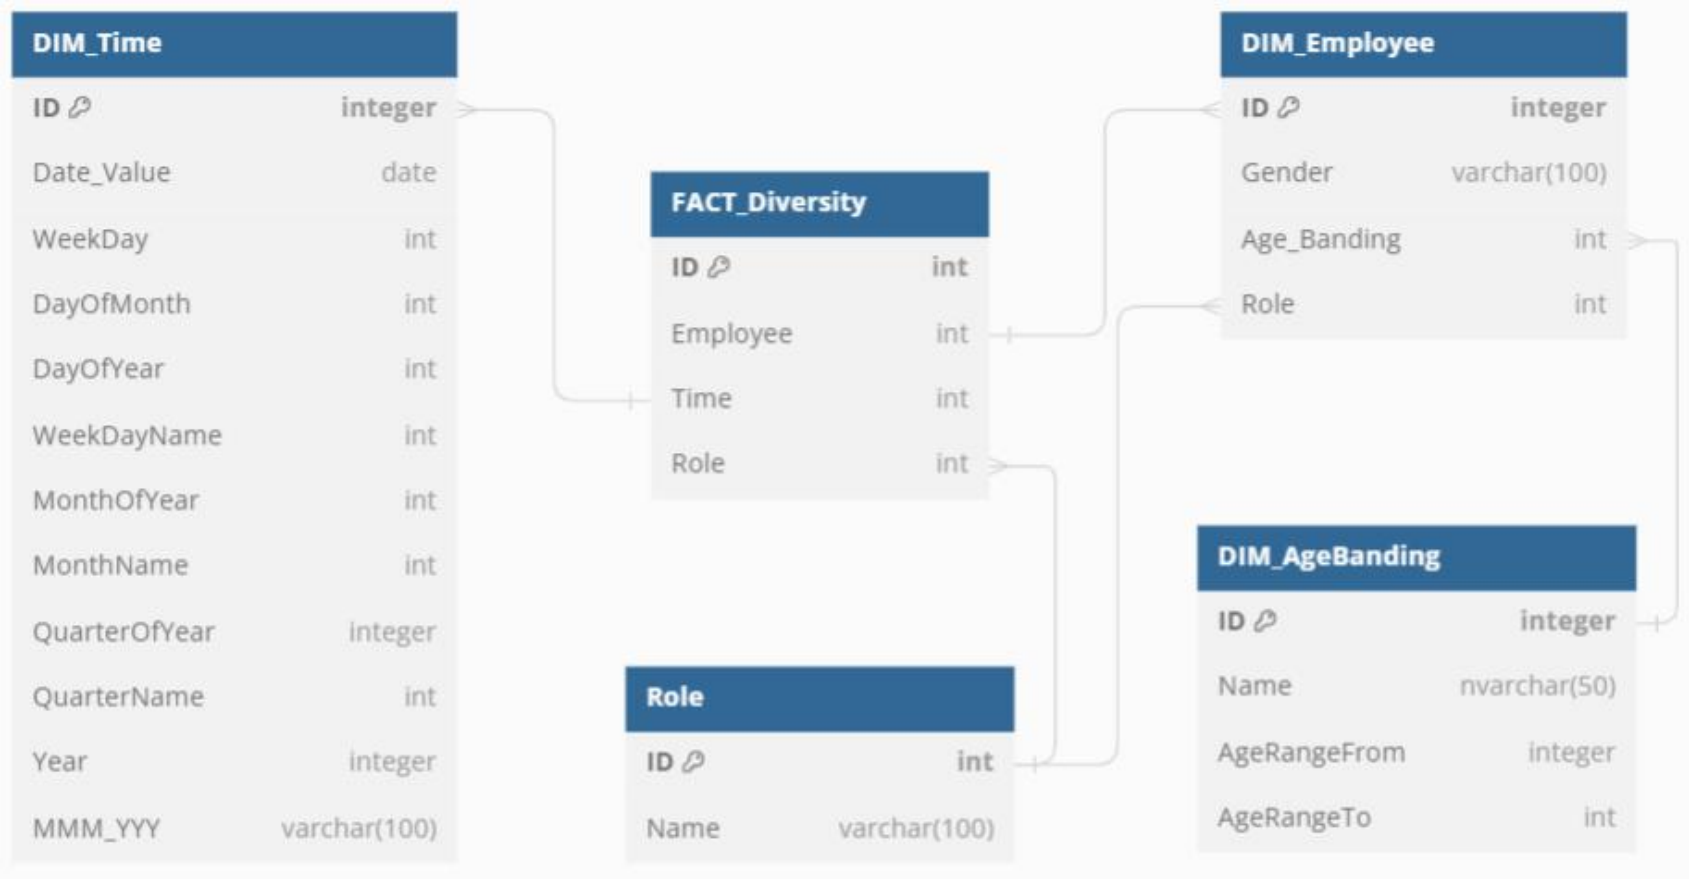 DIM_Time
ID integer
Date_Value date
WeekDay int
DayOfMonth int
DayOfYear int
WeekDayName int
MonthOfYear int
MonthName int
QuarterOfYear integer
QuarterName int
Year integer
MMM_YYY varchar(100)
FACT_Diversity
ID int
Employee int
Time int
Role int
Role
ID int
Name varchar(100)
DIM_Employee
ID integer
Gender varchar(100)
Age_Banding int
Role int
DIM_AgeBanding
ID integer
Name nvarchar(50)
AgeRangeFrom integer
AgeRangeTo int